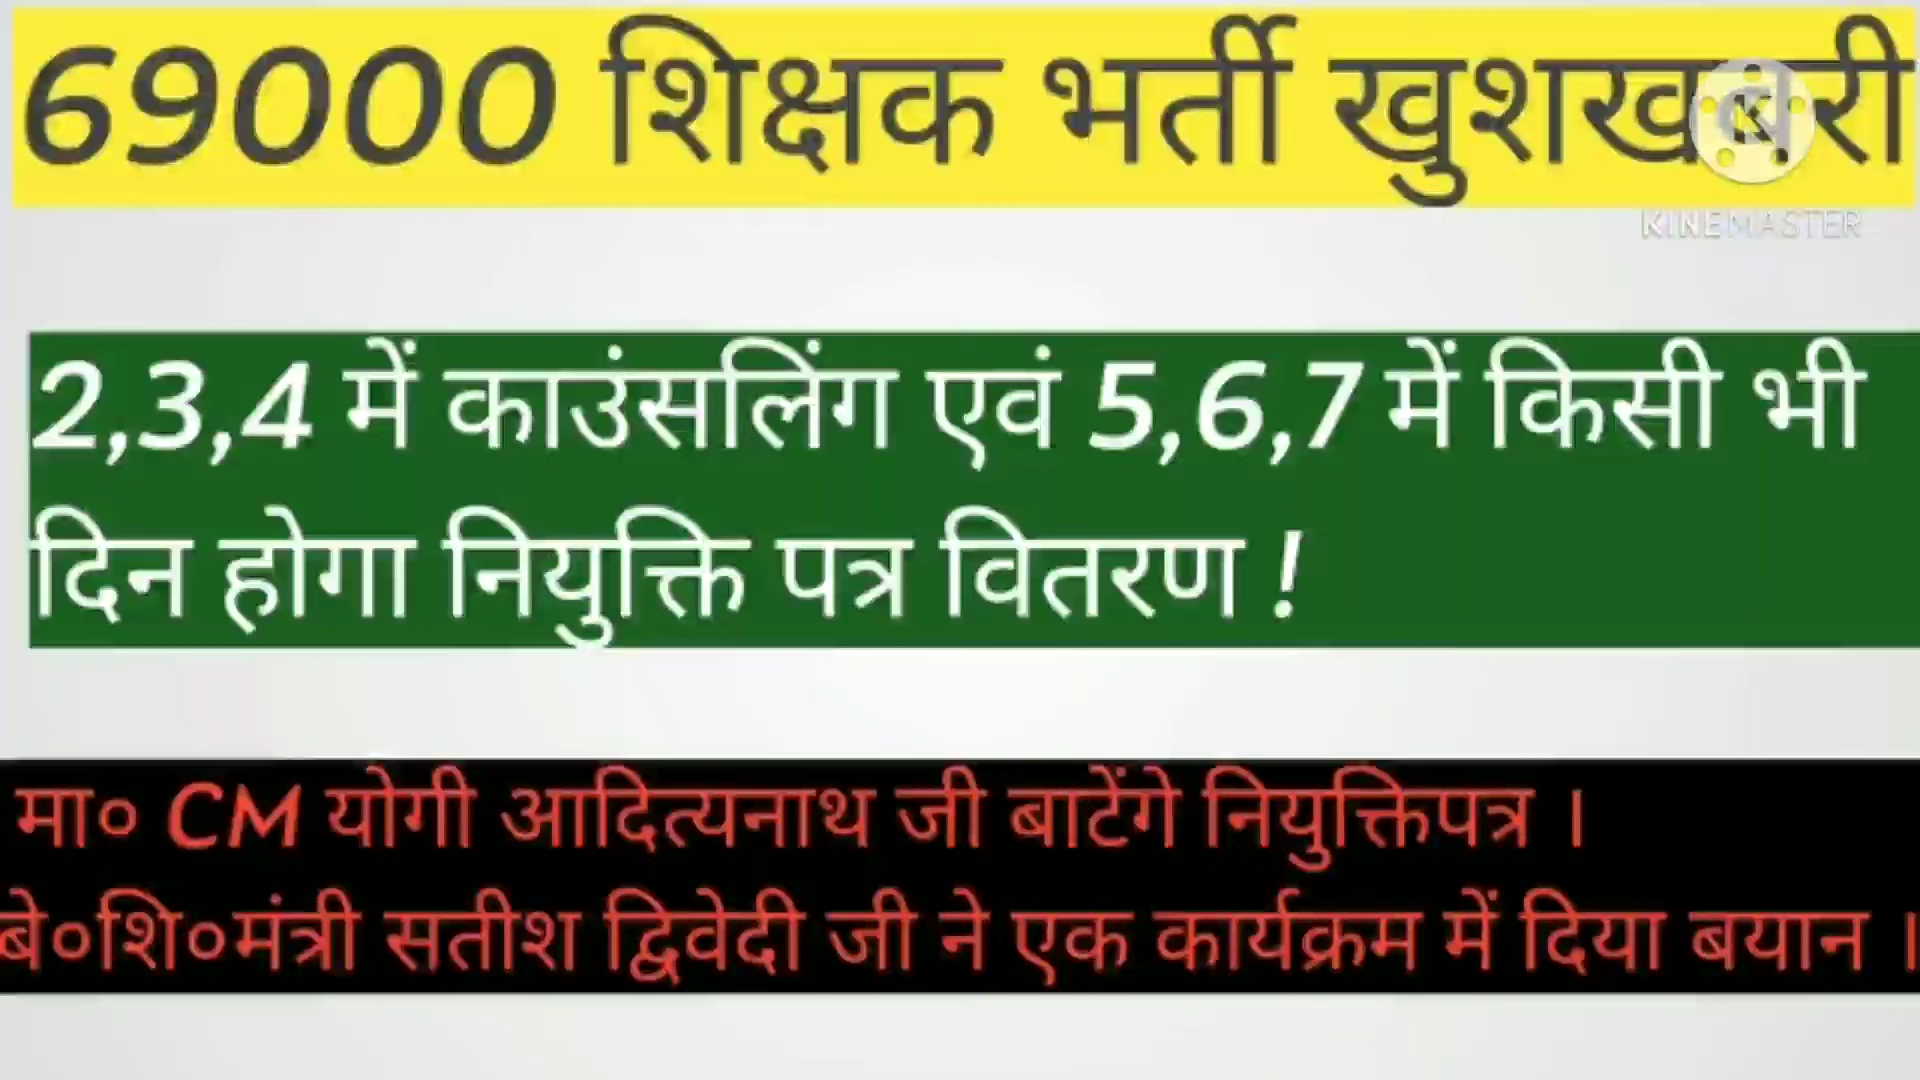 69000 शिक्षक भर्ती खुशखबरी
KINEMASTER
2,3,4 में काउंसलिंग एवं 5,6,7 में किसी भी
दिन होगा नियुक्ति पत्र वितरण !
मा० CM योगी आदित्यनाथ जी बाटेंगे नियुक्तिपत्र ।
बे०शि०मंत्री सतीश द्विवेदी जी ने एक कार्यक्रम में दिया बयान ।